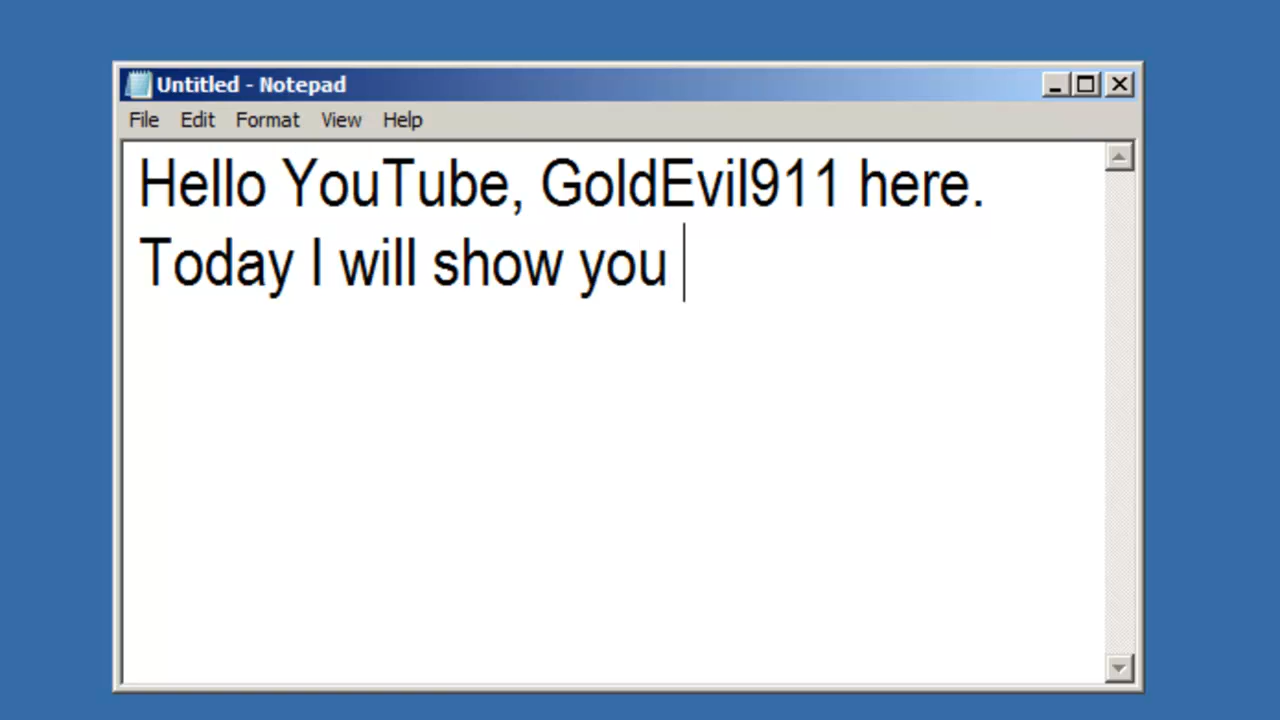 Untitled - Notepad
File Edit Format View Help
Hello YouTube, GoldEvil911 here.
Today I will show you